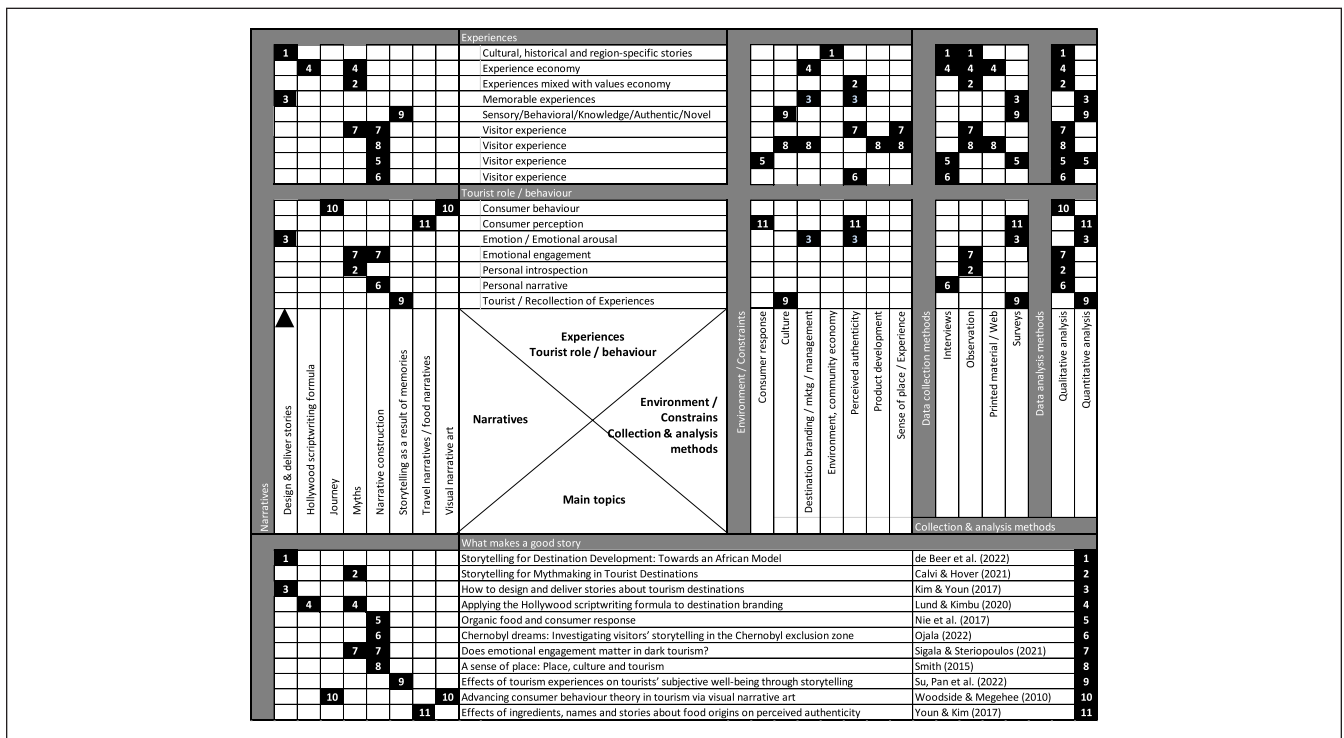 Experiences
1 Cultural, historical and region-specific stories 1 1 1 1
4 4 Experience economy 4 4 4 4 4
2 Experiences mixed with values economy 2 2 2
3 Memorable experiences 3 3 3 3
9 Sensory/Behavioral/Knowledge/Authentic/Novel 9 9 9
7 7 Visitor experience 7 7 7 7
8 Visitor experience 8 8 8 8 8 8 8
5 Visitor experience 5 5 5 5 5
6 Visitor experience 6 6 6
Tourist role / behaviour
10 10 Consumer behaviour 10
11 Consumer perception 11 11 11 11
3 Emotion / Emotional arousal 3 3 3 3
7 7 Emotional engagement 7 7
2 Personal introspection 2 2
6 Personal narrative 6 6
9 Tourist / Recollection of Experiences 9 9 9
Narratives
Design & deliver stories
Hollywood scriptwriting formula
Journey
Myths
Narrative construction
Storytelling as a result of memories
Travel narratives / food narratives
Visual narrative art
Experiences
Tourist role / behaviour
Narratives
Environment /
Constrains
Collection & analysis
methods
Main topics
Environment / Constraints
Consumer response
Culture
Destination branding / mktg / management
Environment, community economy
Perceived authenticity
Product development
Sense of place / Experience
Data collection methods
Interviews
Observation
Printed material / Web
Surveys
Data analysis methods
Qualitative analysis
Quantitative analysis
Collection & analysis methods
What makes a good story
1 Storytelling for Destination Development: Towards an African Model de Beer et al. (2022) 1
2 Storytelling for Mythmaking in Tourist Destinations Calvi & Hover (2021) 2
3 How to design and deliver stories about tourism destinations Kim & Youn (2017) 3
4 4 Applying the Hollywood scriptwriting formula to destination branding Lund & Kimbu (2020) 4
5 Organic food and consumer response Nie et al. (2017) 5
6 Chernobyl dreams: Investigating visitors' storytelling in the Chernobyl exclusion zone Ojala (2022) 6
7 7 Does emotional engagement matter in dark tourism? Sigala & Steriopoulos (2021) 7
8 A sense of place: Place, culture and tourism Smith (2015) 8
9 Effects of tourism experiences on tourists' subjective well-being through storytelling Su, Pan et al. (2022) 9
10 10 Advancing consumer behaviour theory in tourism via visual narrative art Woodside & Megehee (2010) 10
11 Effects of ingredients, names and stories about food origins on perceived authenticity Youn & Kim (2017) 11